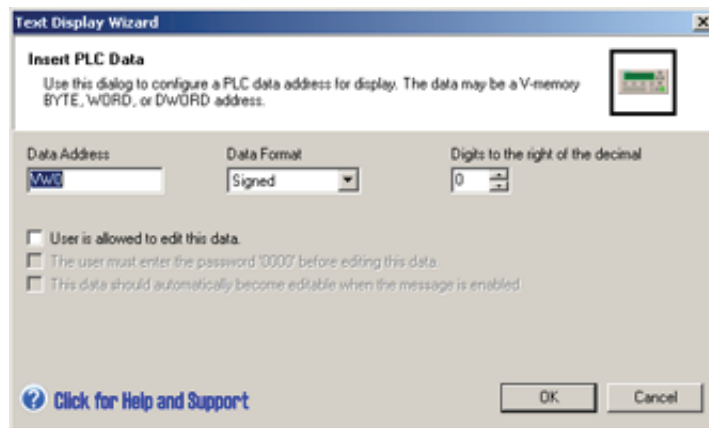 Text Display Wizard
Insert PLC Data
Use this dialog to configure a PLC data address for display. The data may be a V-memory
BYTE, WORD, or DWORD address.
Data Address
Data Format
Digits to the right of the decimal
VW0
Signed
0
User is allowed to edit this data.
The user must enter the password '0000' before editing this data.
This data should automatically become editable when the message is enabled.
Click for Help and Support
OK
Cancel